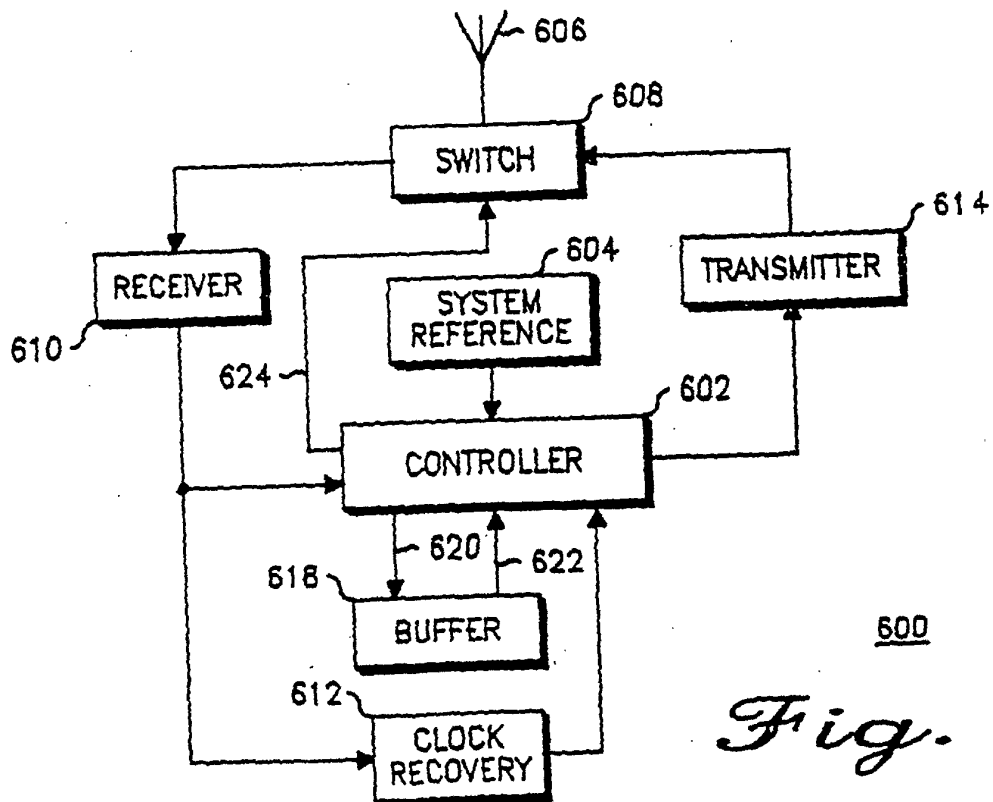 606
608
SWITCH
614
TRANSMITTER
604
SYSTEM
REFERENCE
RECEIVER
610
624
602
CONTROLLER
620
622
618
BUFFER
600
612
CLOCK
RECOVERY
Fig.